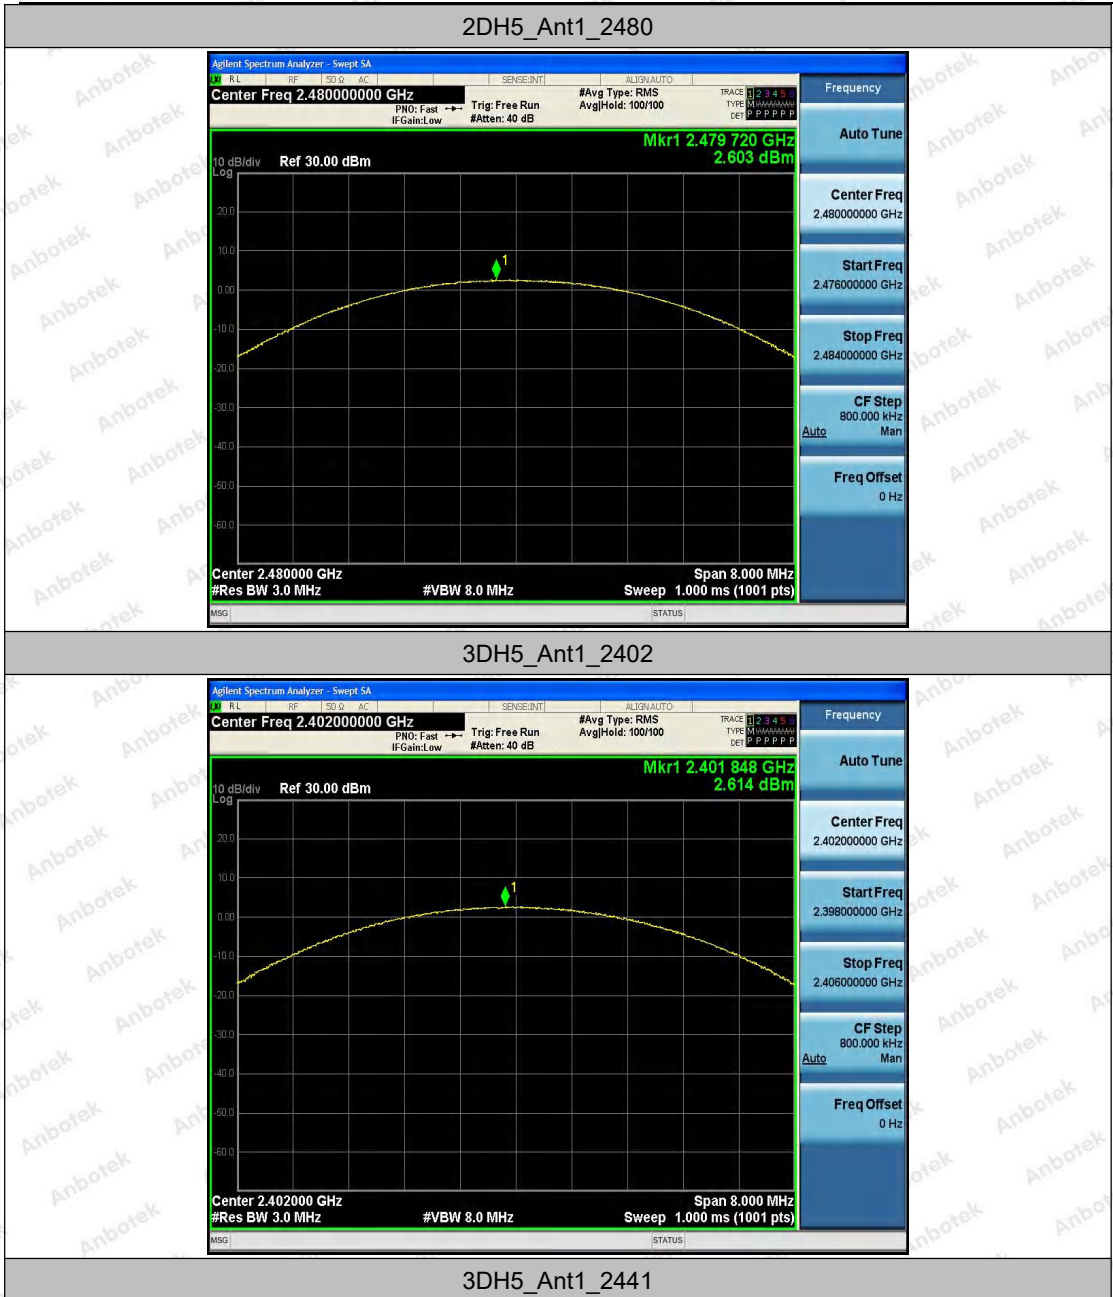 2DH5_Ant1_2480
Agilent Spectrum Analyzer - Swept SA
RL RF 50 Ω AC SENSE:INT ALIGNAUTO
Center Freq 2.480000000 GHz
PNO: Fast
IFGain:Low
Trig: Free Run
#Atten: 40 dB
#Avg Type: RMS
Avg|Hold: 100/100
TRACE 1 2 3 4 5 6
TYPE M
DET P P P P P P
Mkr1 2.479 720 GHz
2.603 dBm
10 dB/div Ref 30.00 dBm
Log
20.0
10.0
0.00
-10.0
-20.0
-30.0
-40.0
-50.0
-60.0
1
Center 2.480000 GHz Span 8.000 MHz
#Res BW 3.0 MHz #VBW 8.0 MHz Sweep 1.000 ms (1001 pts)
MSG STATUS
Frequency
Auto Tune
Center Freq
2.480000000 GHz
Start Freq
2.476000000 GHz
Stop Freq
2.484000000 GHz
CF Step
800.000 kHz
Auto Man
Freq Offset
0 Hz
3DH5_Ant1_2402
Agilent Spectrum Analyzer - Swept SA
RL RF 50 Ω AC SENSE:INT ALIGNAUTO
Center Freq 2.402000000 GHz
PNO: Fast
IFGain:Low
Trig: Free Run
#Atten: 40 dB
#Avg Type: RMS
Avg|Hold: 100/100
TRACE 1 2 3 4 5 6
TYPE M
DET P P P P P P
Mkr1 2.401 848 GHz
2.614 dBm
10 dB/div Ref 30.00 dBm
Log
20.0
10.0
0.00
-10.0
-20.0
-30.0
-40.0
-50.0
-60.0
1
Center 2.402000 GHz Span 8.000 MHz
#Res BW 3.0 MHz #VBW 8.0 MHz Sweep 1.000 ms (1001 pts)
MSG STATUS
Frequency
Auto Tune
Center Freq
2.402000000 GHz
Start Freq
2.398000000 GHz
Stop Freq
2.406000000 GHz
CF Step
800.000 kHz
Auto Man
Freq Offset
0 Hz
3DH5_Ant1_2441
Anbotek